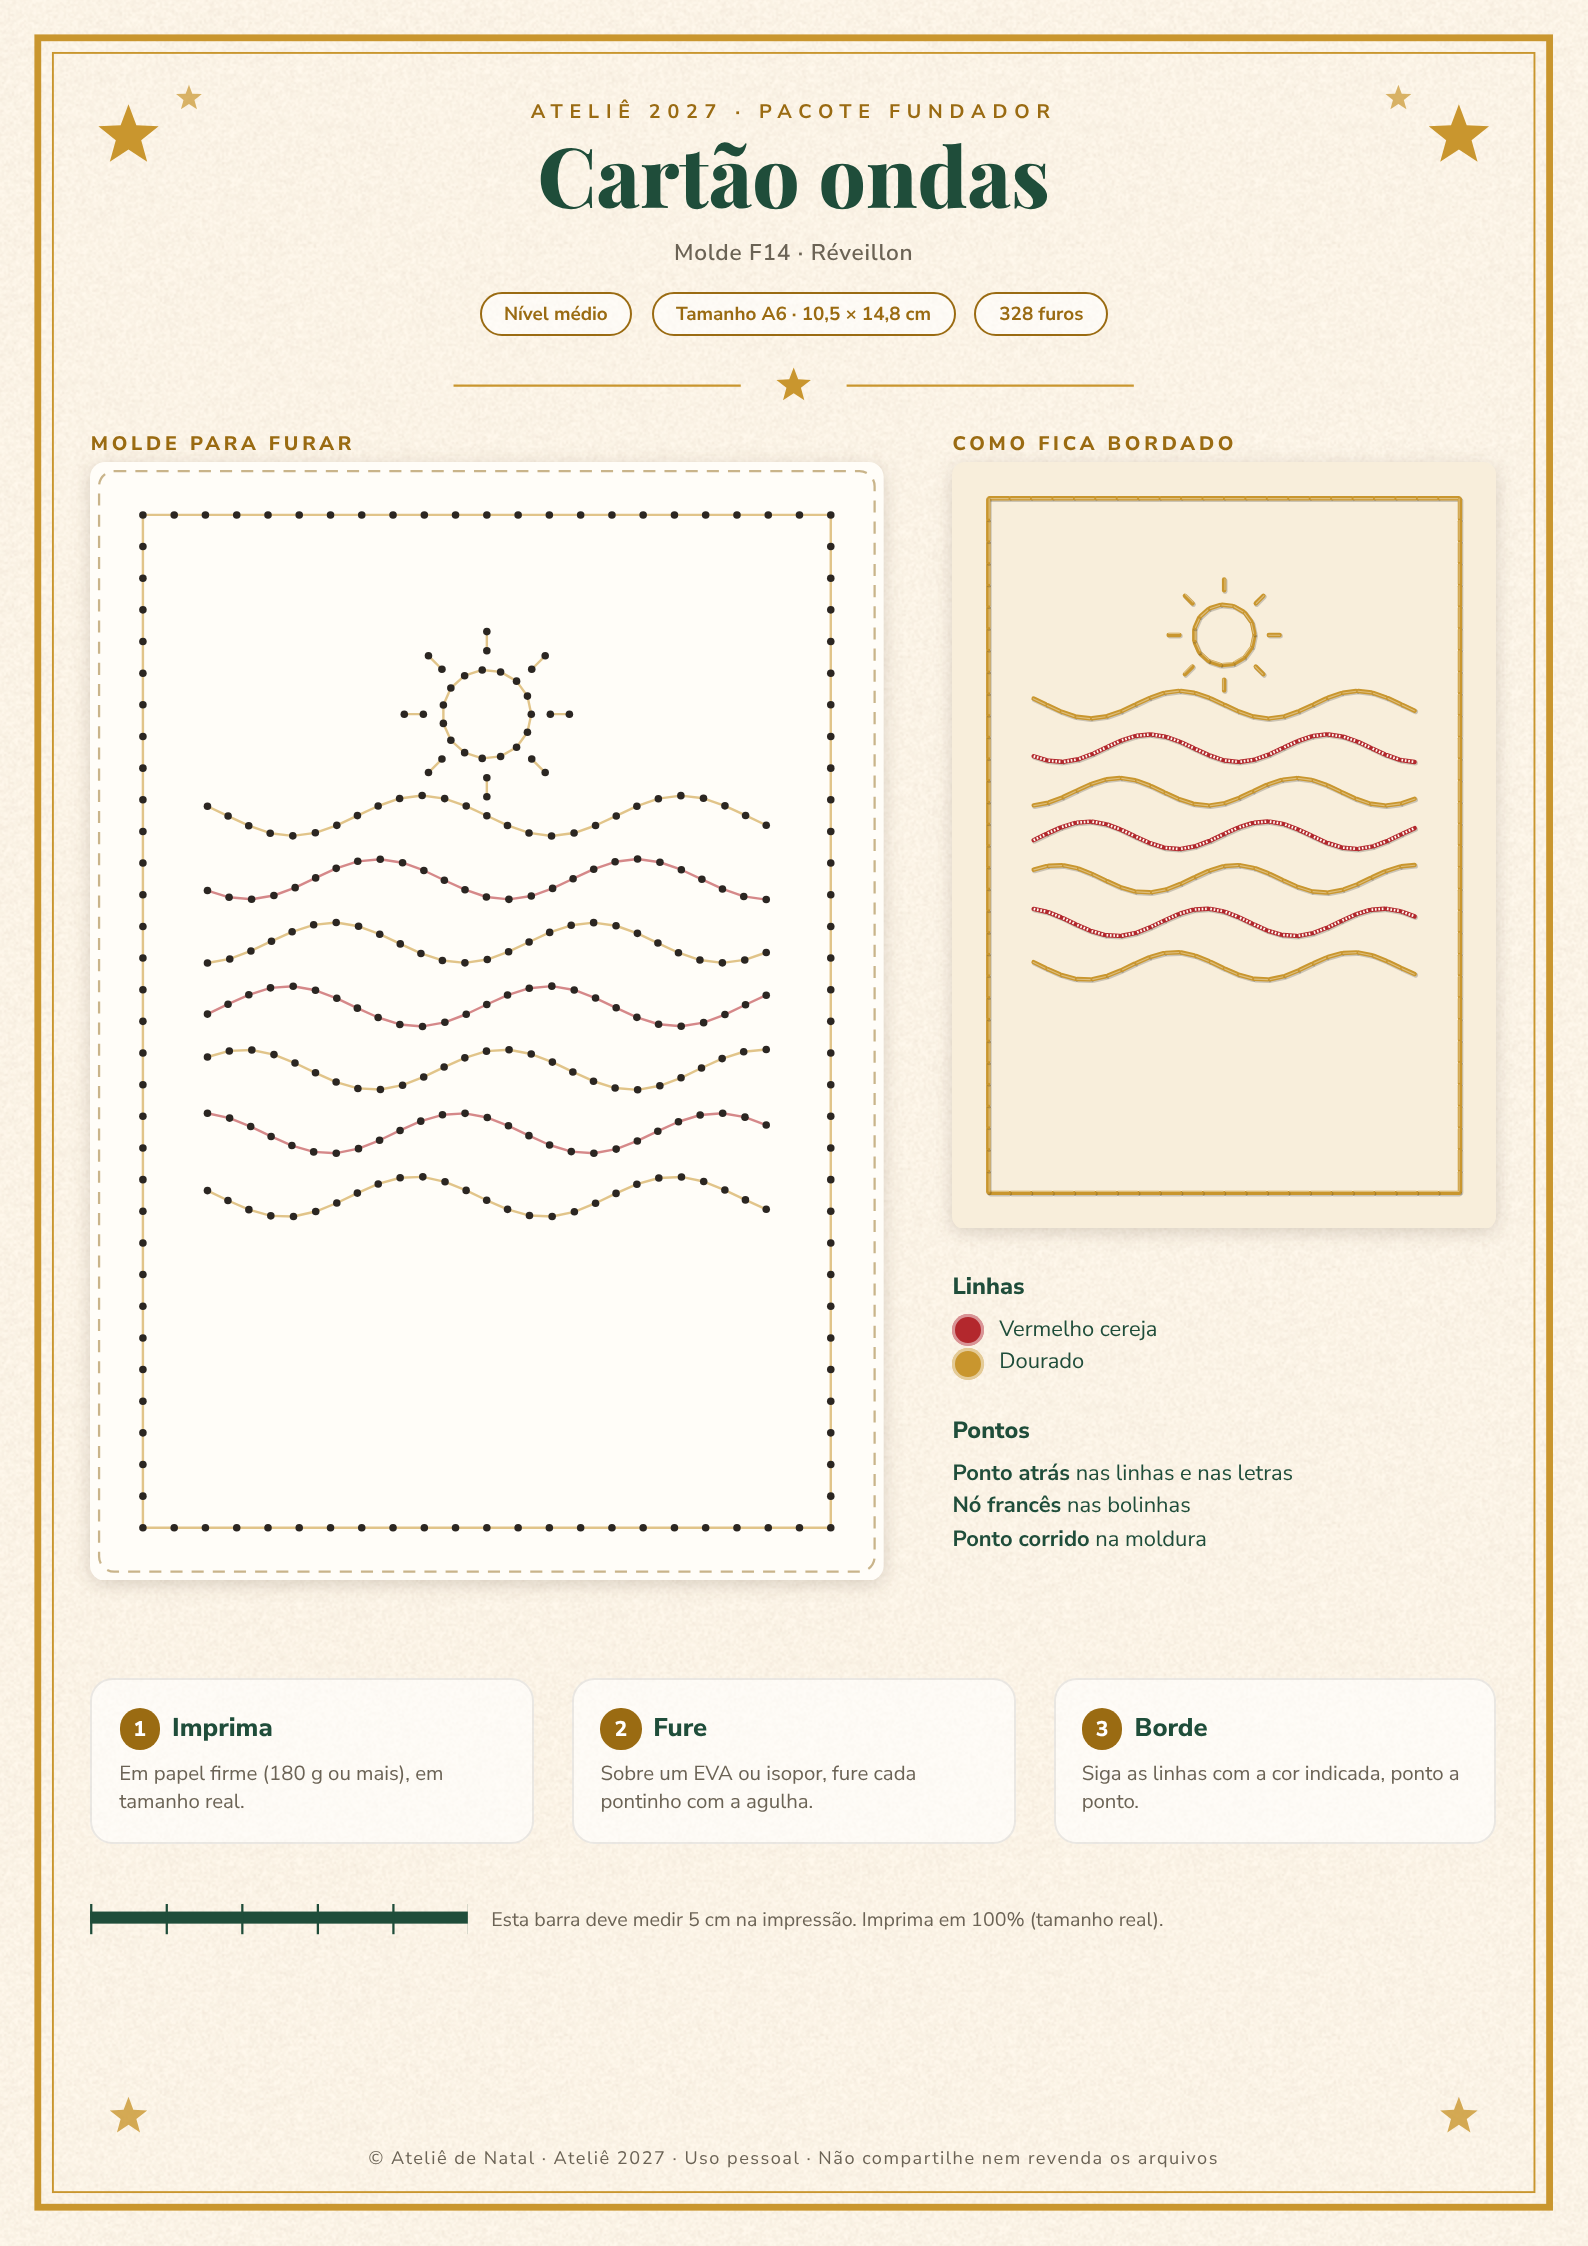 ATELIÊ 2027 · PACOTE FUNDADOR
Cartão ondas
Molde F14 · Réveillon
Nível médio
Tamanho A6 · 10,5 × 14,8 cm
328 furos
MOLDE PARA FURAR
COMO FICA BORDADO
Linhas
Vermelho cereja
Dourado
Pontos
Ponto atrás nas linhas e nas letras
Nó francês nas bolinhas
Ponto corrido na moldura
1 Imprima
Em papel firme (180 g ou mais), em
tamanho real.
2 Fure
Sobre um EVA ou isopor, fure cada
pontinho com a agulha.
3 Borde
Siga as linhas com a cor indicada, ponto a
ponto.
Esta barra deve medir 5 cm na impressão. Imprima em 100% (tamanho real).
© Ateliê de Natal · Ateliê 2027 · Uso pessoal · Não compartilhe nem revenda os arquivos